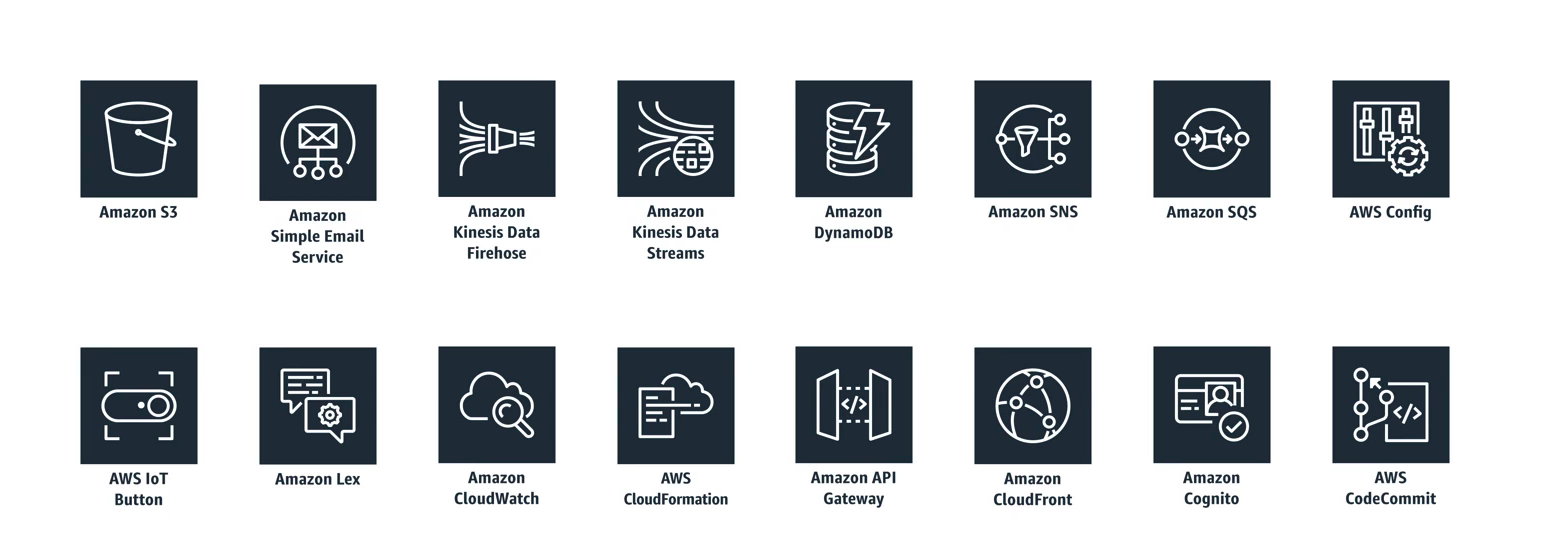 Amazon S3
Amazon
Simple Email
Service
Amazon
Kinesis Data
Firehose
Amazon
Kinesis Data
Streams
Amazon
DynamoDB
Amazon SNS
Amazon SQS
AWS Config
AWS IoT
Button
Amazon Lex
Amazon
CloudWatch
AWS
CloudFormation
Amazon API
Gateway
Amazon
CloudFront
Amazon
Cognito
AWS
CodeCommit